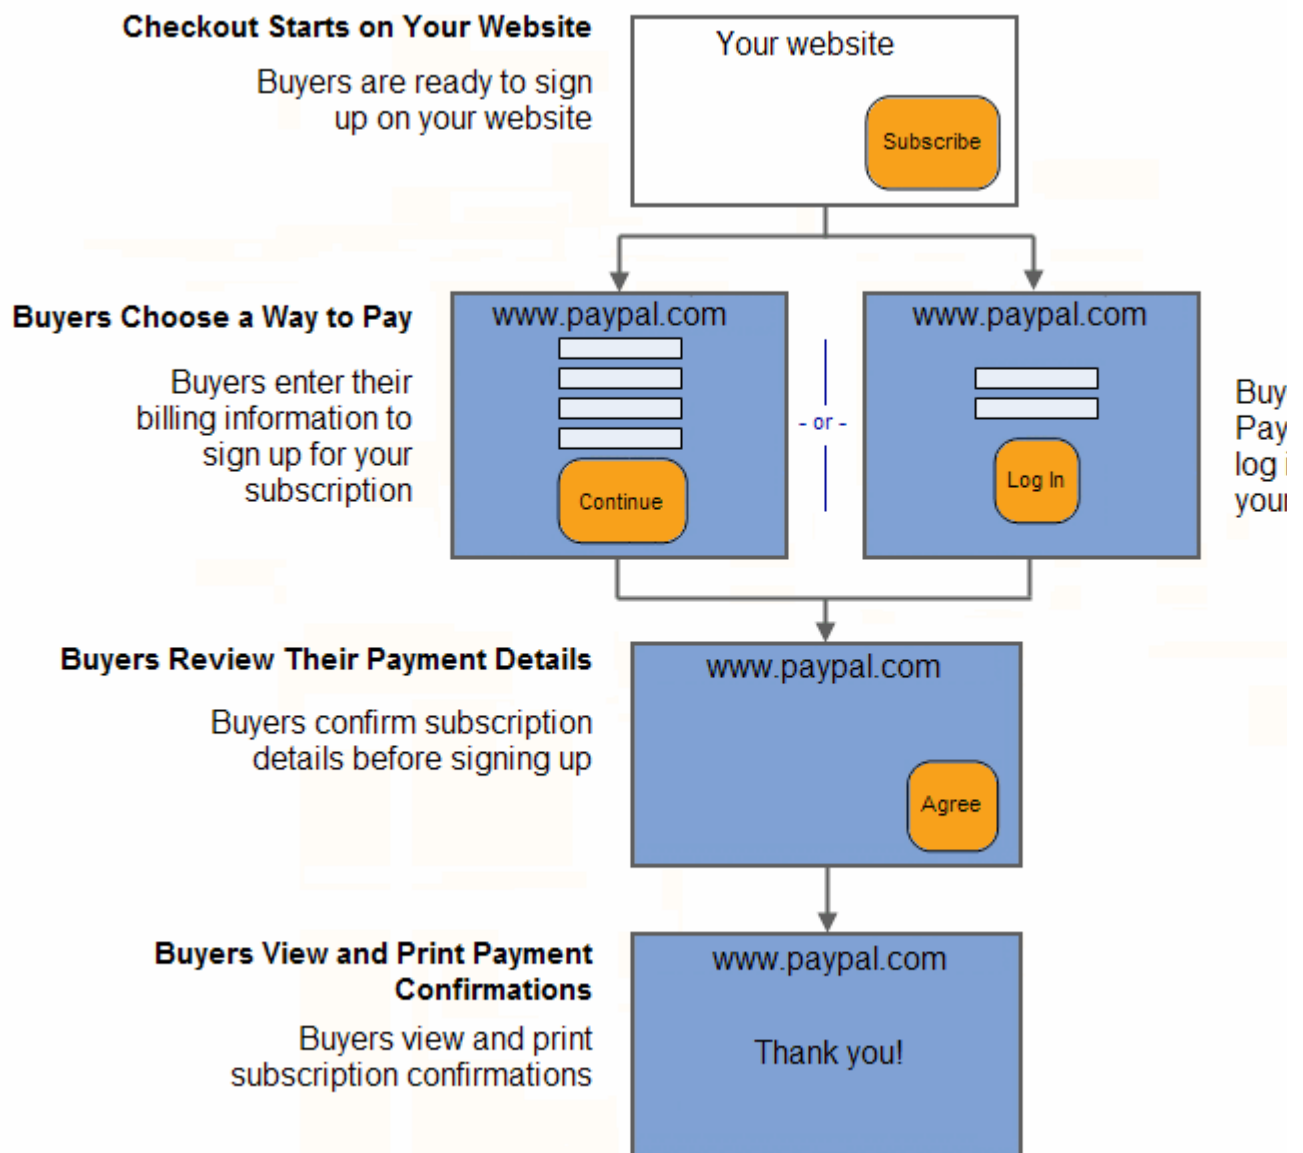 Checkout Starts on Your Website
Buyers are ready to sign
up on your website
Your website
Subscribe
Buyers Choose a Way to Pay
Buyers enter their
billing information to
sign up for your
subscription
www.paypal.com
Continue
- or -
www.paypal.com
Log In
Buy
Pay
log
your
Buyers Review Their Payment Details
Buyers confirm subscription
details before signing up
www.paypal.com
Agree
Buyers View and Print Payment
Confirmations
Buyers view and print
subscription confirmations
www.paypal.com
Thank you!